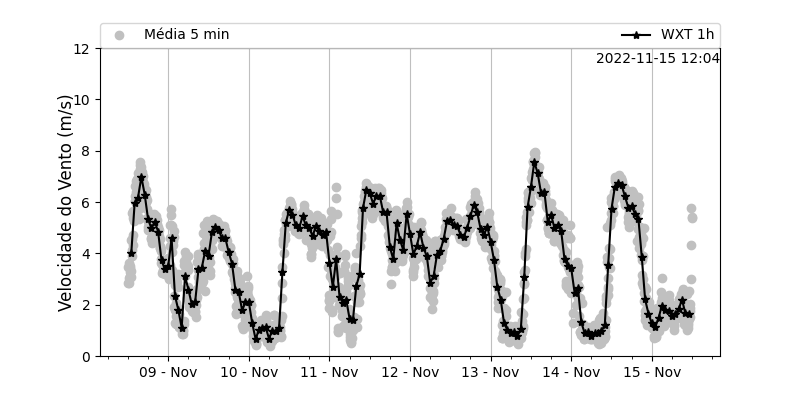 Média 5 min
WXT 1h
2022-11-15 12:04
Velocidade do Vento (m/s)
12
10
8
6
4
2
0
09 - Nov
10 - Nov
11 - Nov
12 - Nov
13 - Nov
14 - Nov
15 - Nov